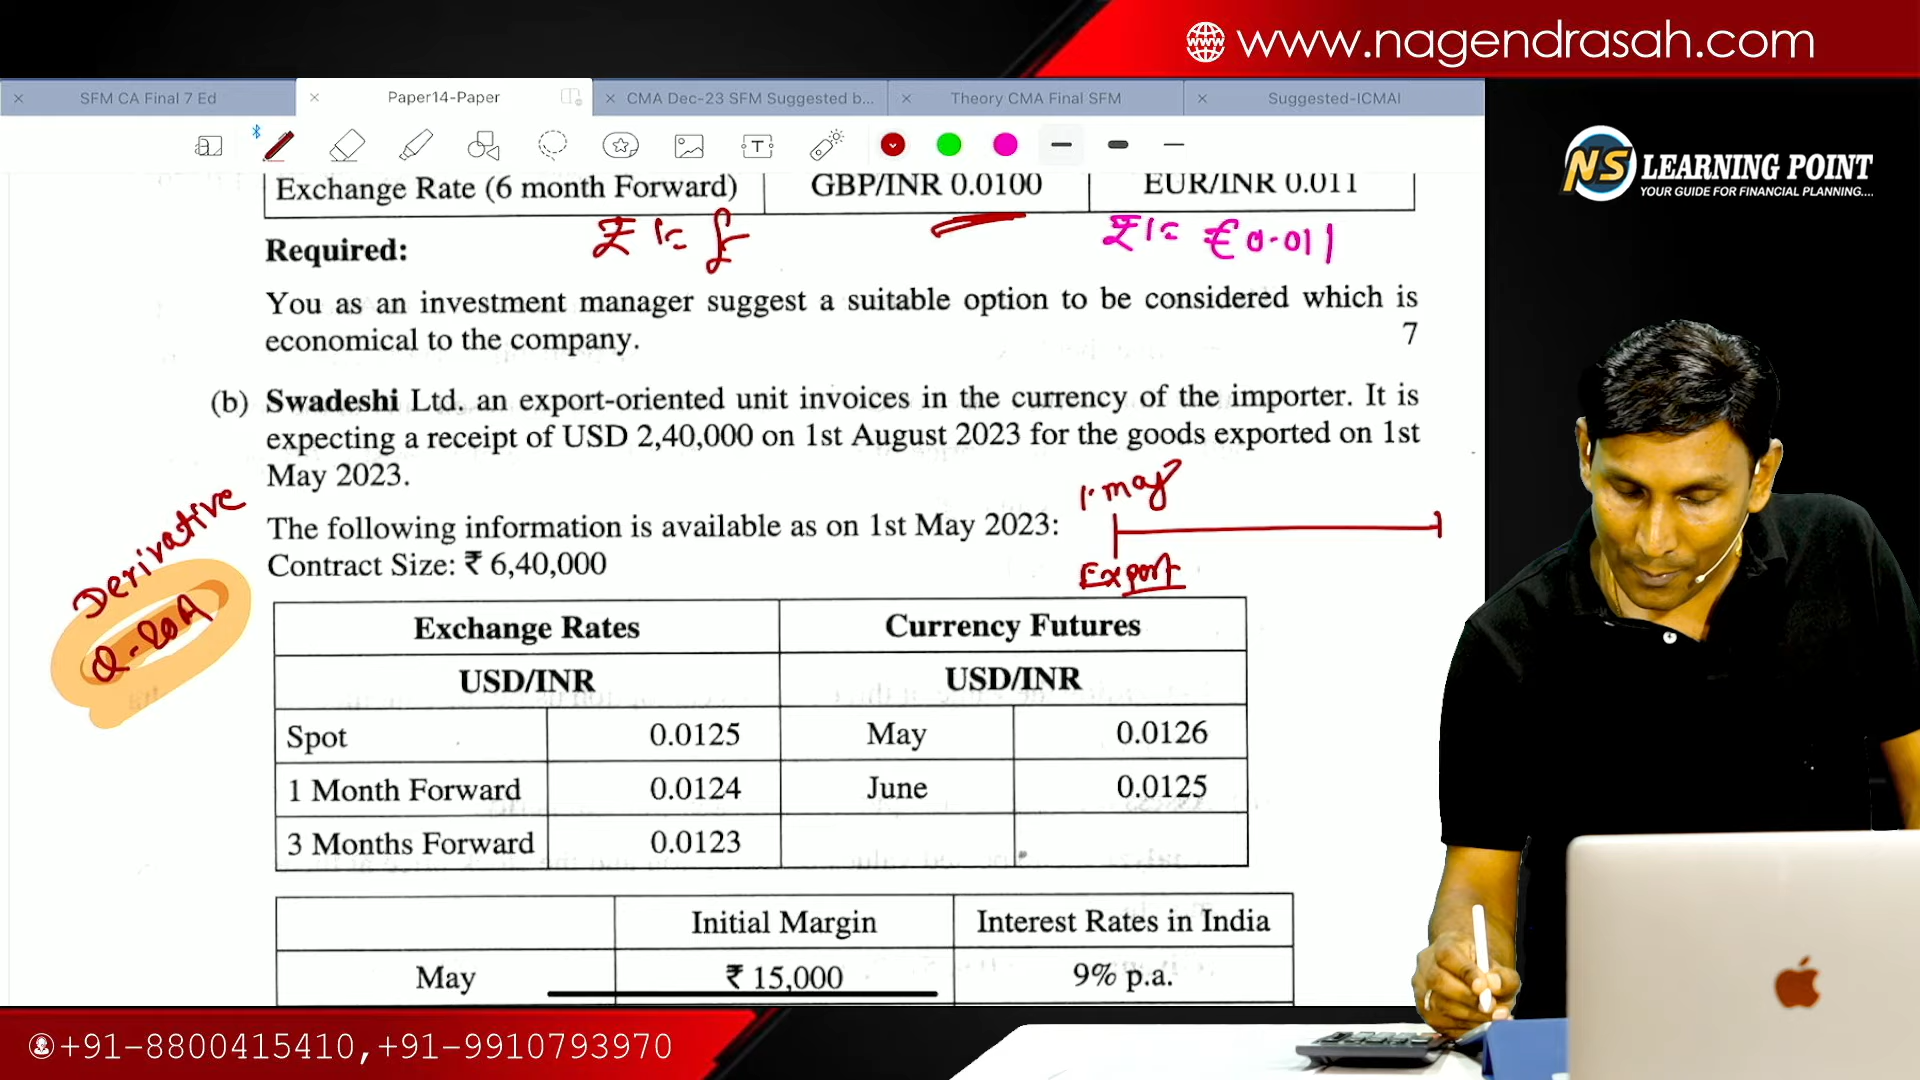 www.nagendrasah.com
SFM CA Final 7 Ed
Paper14-Paper
CMA Dec-23 SFM Suggested b...
Theory CMA Final SFM
Suggested-ICMAI
NS LEARNING POINT
YOUR GUIDE FOR FINANCIAL PLANNING....
Exchange Rate (6 month Forward) GBP/INR 0.0100 EUR/INR 0.011
₹ 1 = £
₹ 1 = € 0.011
Required:
You as an investment manager suggest a suitable option to be considered which is
economical to the company. 7
(b) Swadeshi Ltd. an export-oriented unit invoices in the currency of the importer. It is
expecting a receipt of USD 2,40,000 on 1st August 2023 for the goods exported on 1st
May 2023.
1. may
The following information is available as on 1st May 2023:
Contract Size: ₹ 6,40,000
Export
Derivative
Q-20A
Exchange Rates Currency Futures
USD/INR USD/INR
Spot 0.0125 May 0.0126
1 Month Forward 0.0124 June 0.0125
3 Months Forward 0.0123
Initial Margin Interest Rates in India
May ₹ 15,000 9% p.a.
+91-8800415410,+91-9910793970